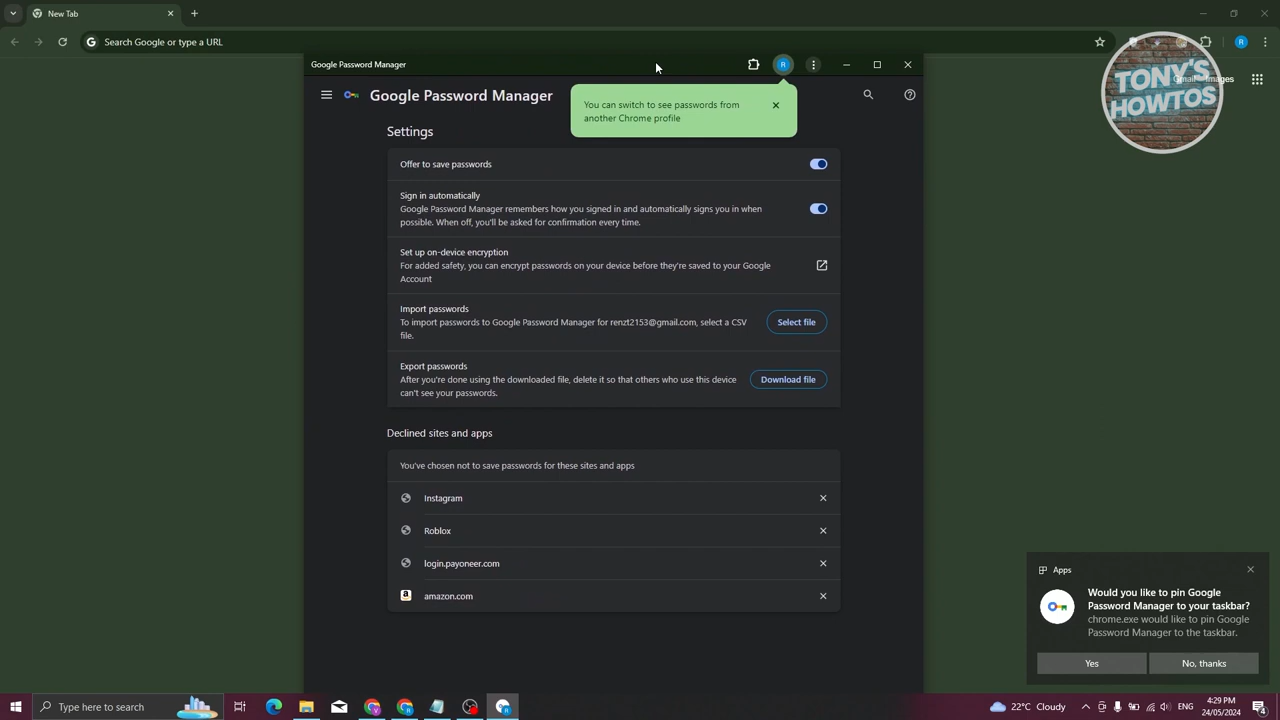 New Tab
Search Google or type a URL
R
Google Password Manager
R
TONY'S
HOWTOS
Gmail
Images
Google Password Manager
You can switch to see passwords from
another Chrome profile
Settings
Offer to save passwords
Sign in automatically
Google Password Manager remembers how you signed in and automatically signs you in when
possible. When off, you'll be asked for confirmation every time.
Set up on-device encryption
For added safety, you can encrypt passwords on your device before they're saved to your Google
Account
Import passwords
To import passwords to Google Password Manager for renzt2153@gmail.com, select a CSV
file.
Select file
Export passwords
After you're done using the downloaded file, delete it so that others who use this device
can't see your passwords.
Download file
Declined sites and apps
You've chosen not to save passwords for these sites and apps
Instagram
Roblox
login.payoneer.com
amazon.com
Apps
Would you like to pin Google
Password Manager to your taskbar?
chrome.exe would like to pin Google
Password Manager to the taskbar.
Yes
No, thanks
Type here to search
22°C Cloudy
ENG
4:29 PM
24/05/2024